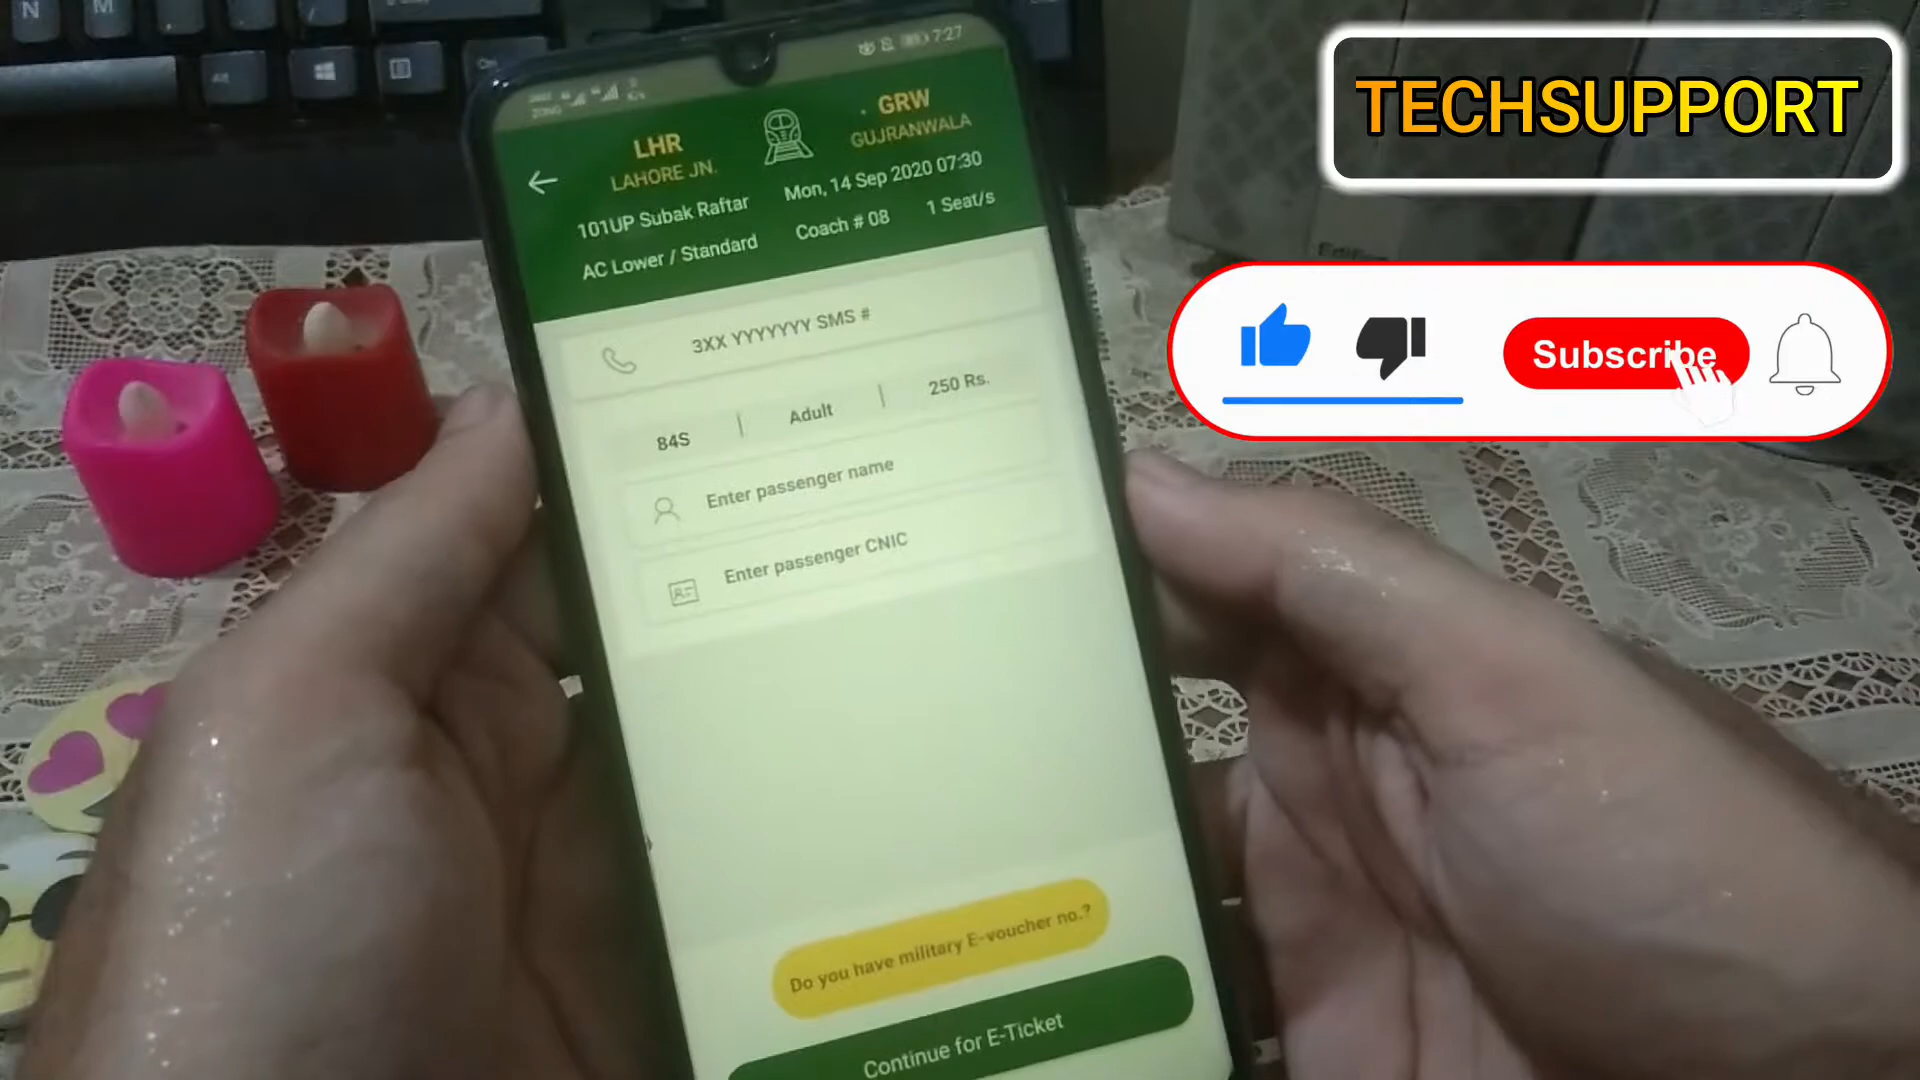 N
M
Alt
TECHSUPPORT
7:27
ZONG
LHR
LAHORE JN.
GRW
GUJRANWALA
101UP Subak Raftar
Mon, 14 Sep 2020 07:30
AC Lower / Standard
Coach # 08
1 Seat/s
3XX YYYYYYY SMS #
84S
Adult
250 Rs.
Enter passenger name
Enter passenger CNIC
Do you have military E-voucher no.?
Continue for E-Ticket
Subscribe